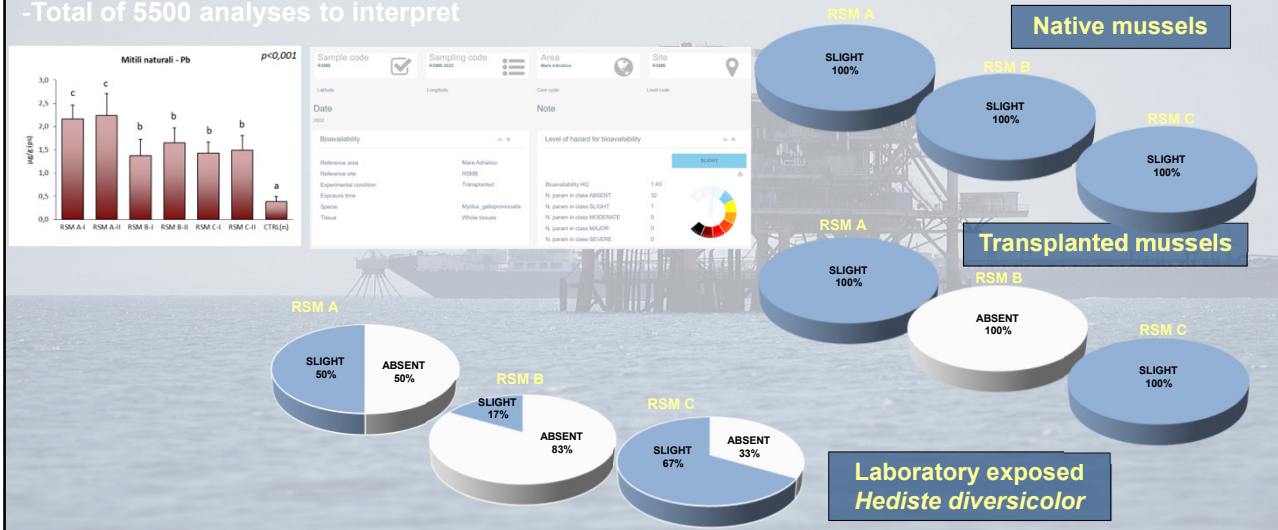 -Total of 5500 analyses to interpret
Mitili naturali - Pb
p<0,001
µg/g (ps)
3,0
2,5
2,0
1,5
1,0
0,5
0,0
c
c
b
b
b
b
a
RSM A-I
RSM A-II
RSM B-I
RSM B-II
RSM C-I
RSM C-II
CTRL(n)
Sample code
RSMB
Sampling code
RSMB-2022
Area
Mare Adriatico
Site
RSMB
Latitude
Longitude
Core code
Level code
Date
2022
Note
Bioavailability
Reference area
Mare Adriatico
Reference site
RSMB
Experimental condition
Transplanted
Exposure time
Specie
Mytilus_galloprovincialis
Tissue
Whole tissues
Level of hazard for bioavailability
SLIGHT
Bioavailability HQ
1.43
N. param in class ABSENT
32
N. param in class SLIGHT
1
N. param in class MODERATE
0
N. param in class MAJOR
0
N. param in class SEVERE
0
Native mussels
RSM A
SLIGHT
100%
RSM B
SLIGHT
100%
RSM C
SLIGHT
100%
Transplanted mussels
RSM A
SLIGHT
100%
RSM B
ABSENT
100%
RSM C
SLIGHT
100%
RSM A
SLIGHT
50%
ABSENT
50%
RSM B
SLIGHT
17%
ABSENT
83%
RSM C
SLIGHT
67%
ABSENT
33%
Laboratory exposed
Hediste diversicolor